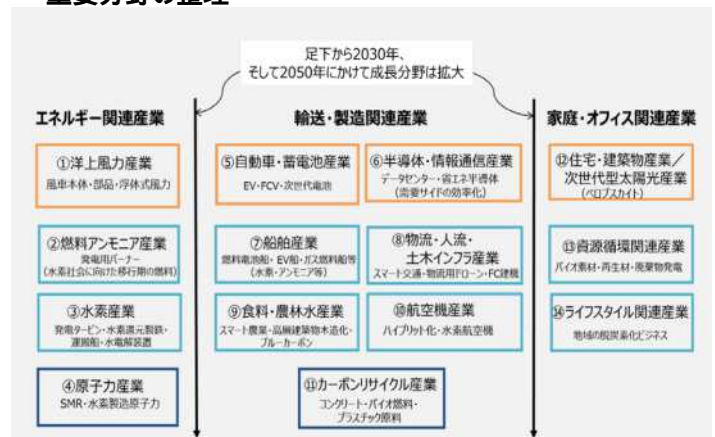 重要分野の整理
足下から2030年、
そして2050年にかけて成長分野は拡大
エネルギー関連産業
輸送・製造関連産業
家庭・オフィス関連産業
①洋上風力産業
風車本体・部品・浮体式風力
②燃料アンモニア産業
発電用バーナー
(水素社会に向けた移行期の燃料)
③水素産業
発電タービン・水素還元製鉄・
運搬船・水電解装置
④原子力産業
SMR・水素製造原子力
⑤自動車・蓄電池産業
EV・FCV・次世代電池
⑥半導体・情報通信産業
データセンター・省エネ半導体
(需要サイドの効率化)
⑦船舶産業
燃料電池船・EV船・ガス燃料船等
(水素・アンモニア等)
⑧物流・人流・
土木インフラ産業
スマート交通・物流用ドローン・FC建機
⑨食料・農林水産業
スマート農業・高層建築物木造化・
ブルーカーボン
⑩航空機産業
ハイブリット化・水素航空機
⑪カーボンリサイクル産業
コンクリート・バイオ燃料・
プラスチック原料
⑫住宅・建築物産業／
次世代型太陽光産業
(ペロブスカイト)
⑬資源循環関連産業
バイオ素材・再生材・廃棄物発電
⑭ライフスタイル関連産業
地域の脱炭素化ビジネス